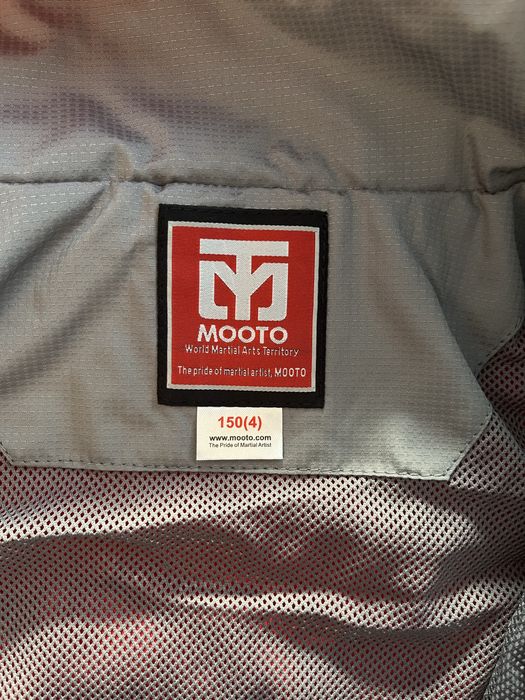 MOOTO
World Martial Arts Territory
The pride of martial artist, MOOTO
150(4)
www.mooto.com
The Pride of Martial Artist